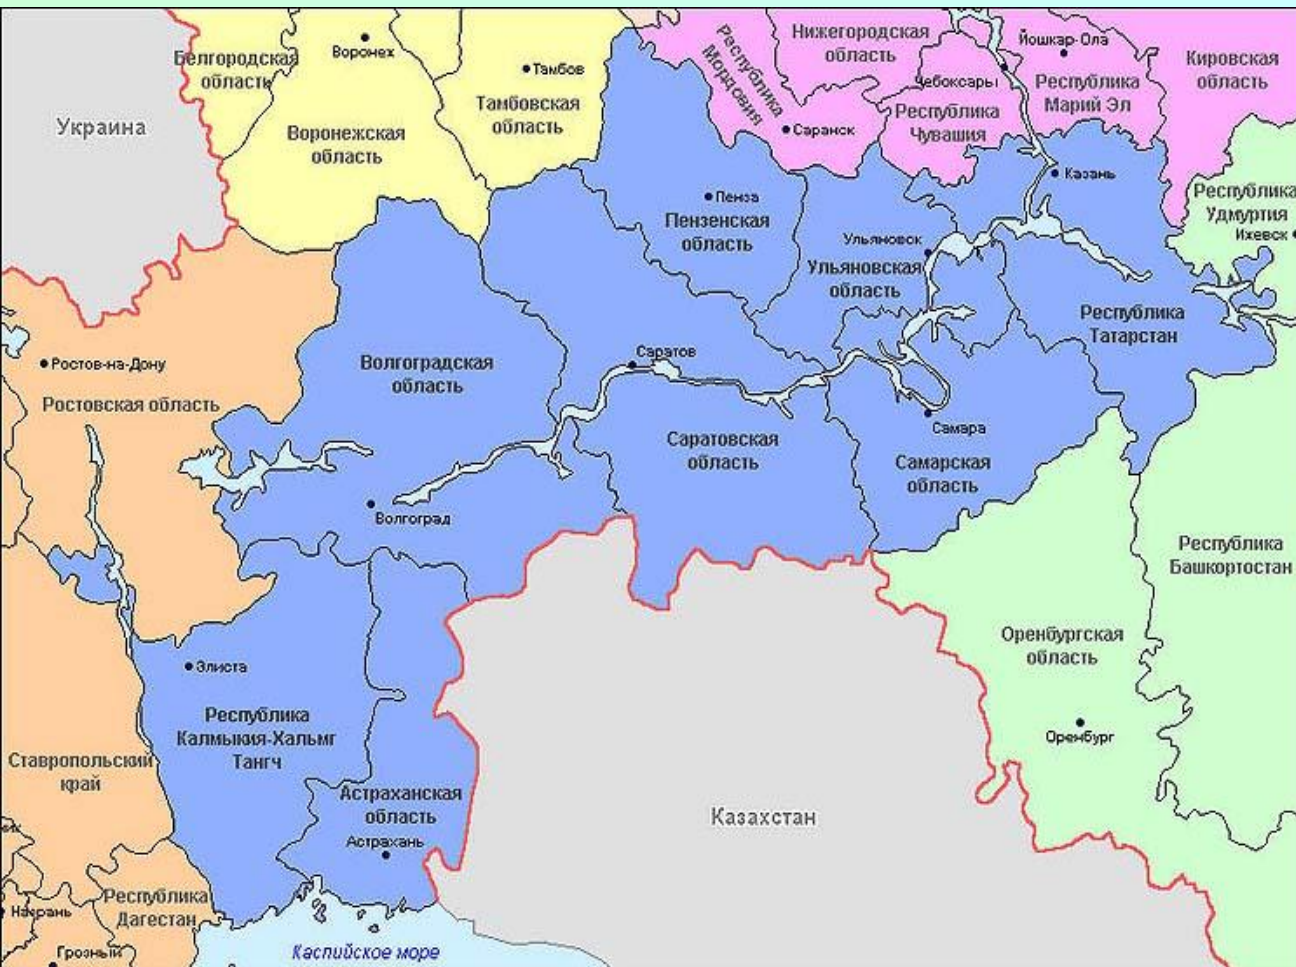 Белгородская
область
Воронех
Воронежская
область
Тамбов
Тамбовская
область
Республика
Мордовия
Саранск
Нижегородская
область
Чебоксары
Республика
Чувашия
Йошкар-Ола
Республика
Марий Эл
Кировская
область
Украина
Казань
Республика
Удмуртия
Ихевск
Пенза
Пензенская
область
Ульяновск
Ульяновская
область
Республика
Татарстан
Ростов-на-Дону
Ростовская область
Волгоградская
область
Саратов
Саратовская
область
Самара
Самарская
область
Волгоград
Республика
Башкортостан
Оренбургская
область
Оренбург
Элиста
Республика
Калмыкия-Хальмг
Тангч
Ставропольский
край
Астраханская
область
Астрахань
Казахстан
Республика
Дагестан
Назрань
Грозный
Каспийское море